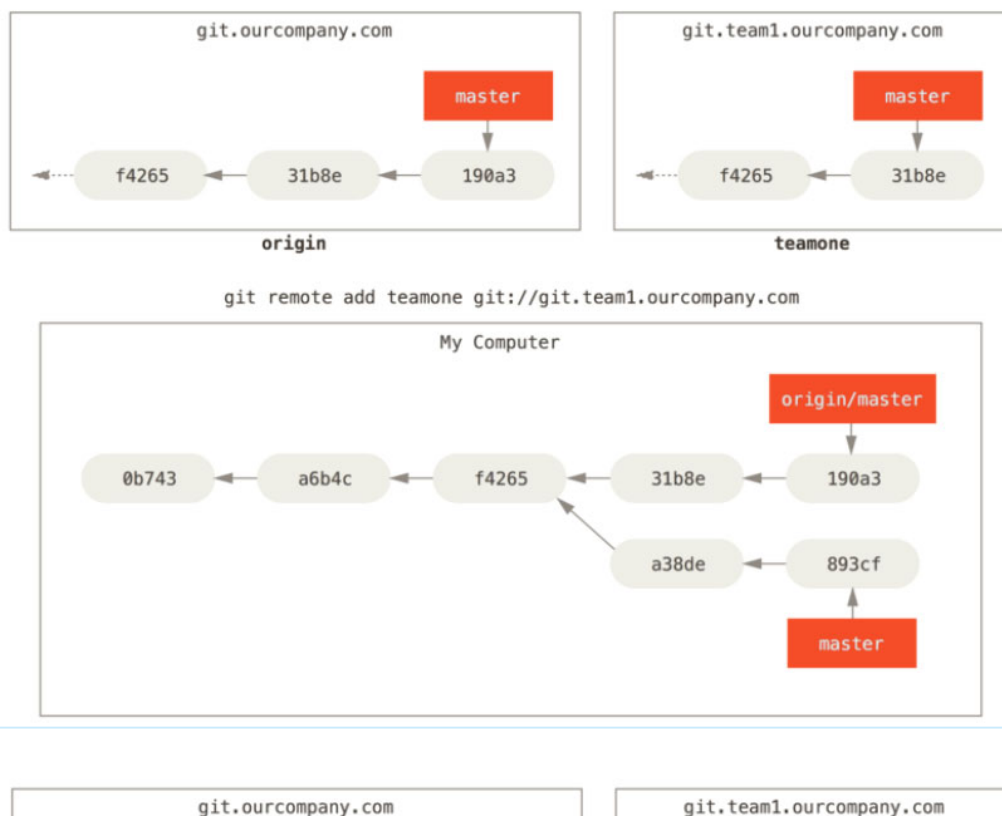 git.ourcompany.com
master
f4265 31b8e 190a3
origin
git.team1.ourcompany.com
master
f4265 31b8e
teamone
git remote add teamone git://git.team1.ourcompany.com
My Computer
origin/master
0b743 a6b4c f4265 31b8e 190a3
a38de 893cf
master
git.ourcompany.com
git.team1.ourcompany.com